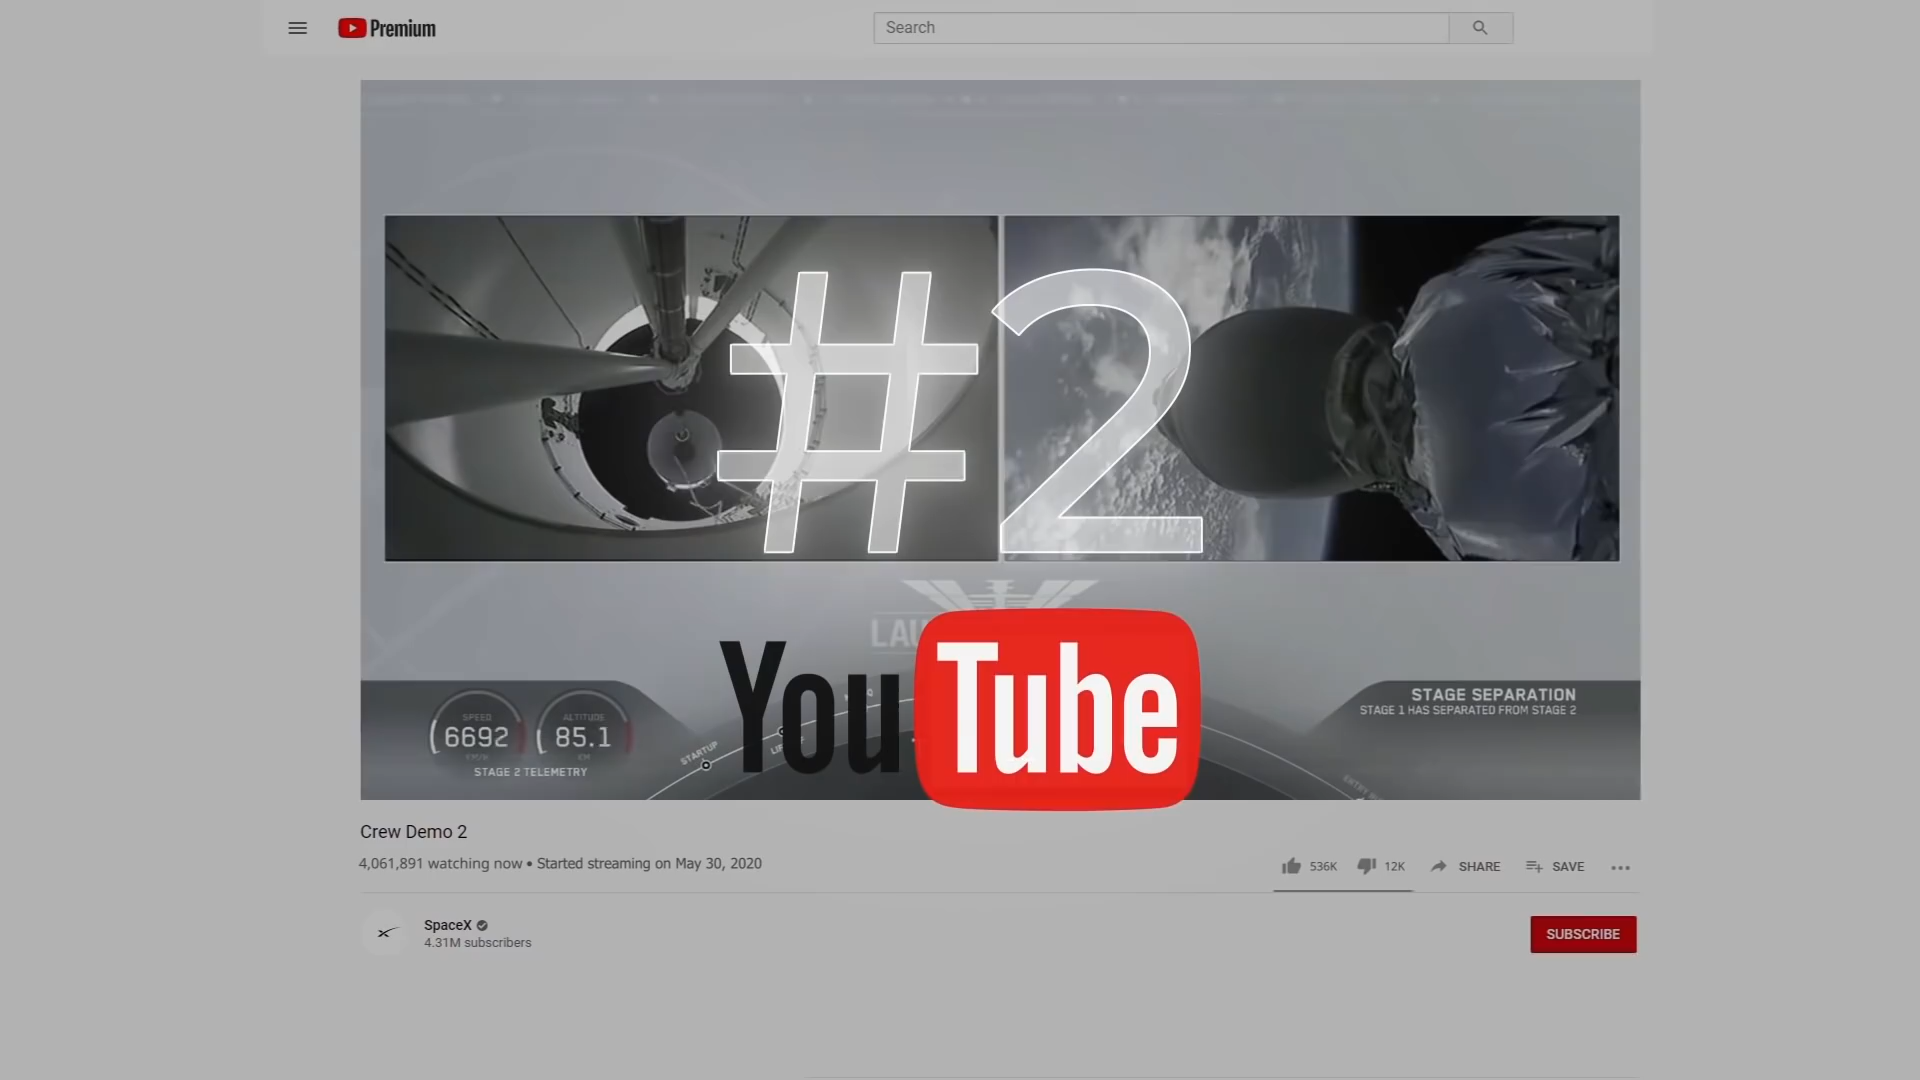 Premium
Search
#2
YouTube
SPEED
6692
KM/H
ALTITUDE
85.1
KM
STAGE 2 TELEMETRY
STARTUP
STAGE SEPARATION
STAGE 1 HAS SEPARATED FROM STAGE 2
Crew Demo 2
4,061,891 watching now • Started streaming on May 30, 2020
536K
12K
SHARE
SAVE
SpaceX
4.31M subscribers
SUBSCRIBE